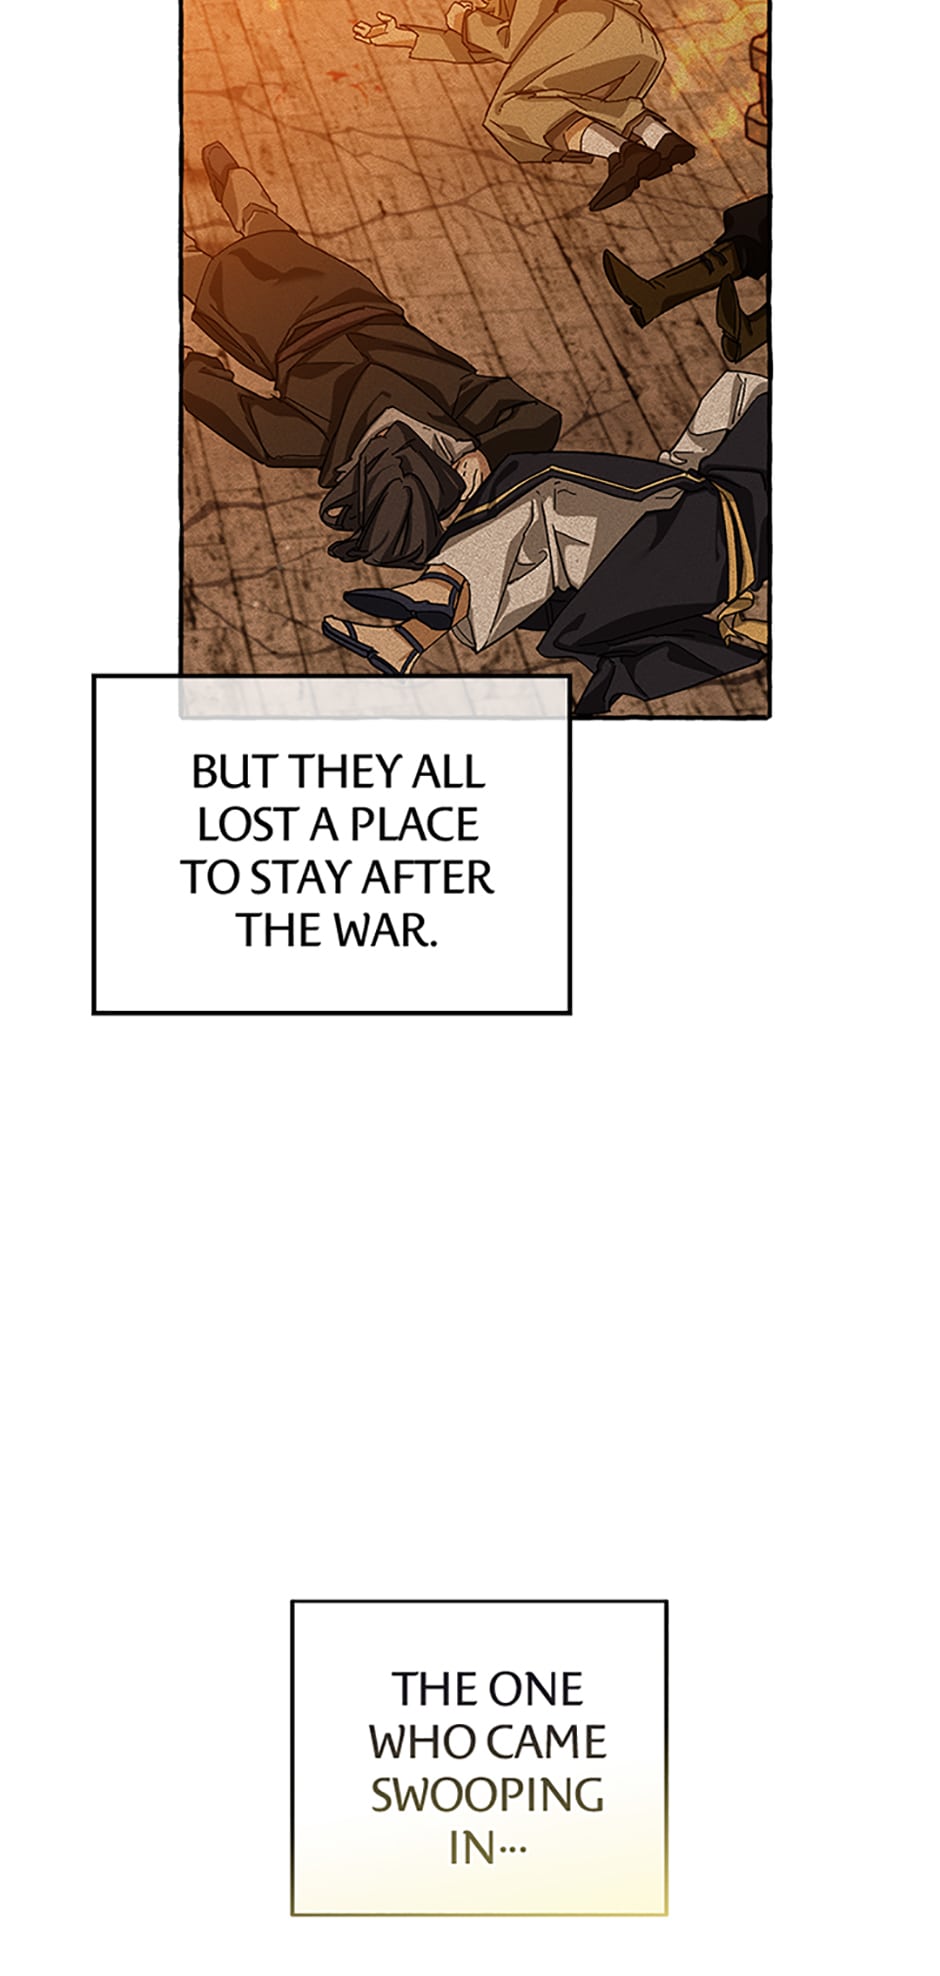 BUT THEY ALL
LOST A PLACE
TO STAY AFTER
THE WAR.
THE ONE
WHO CAME
SWOOPING
IN...